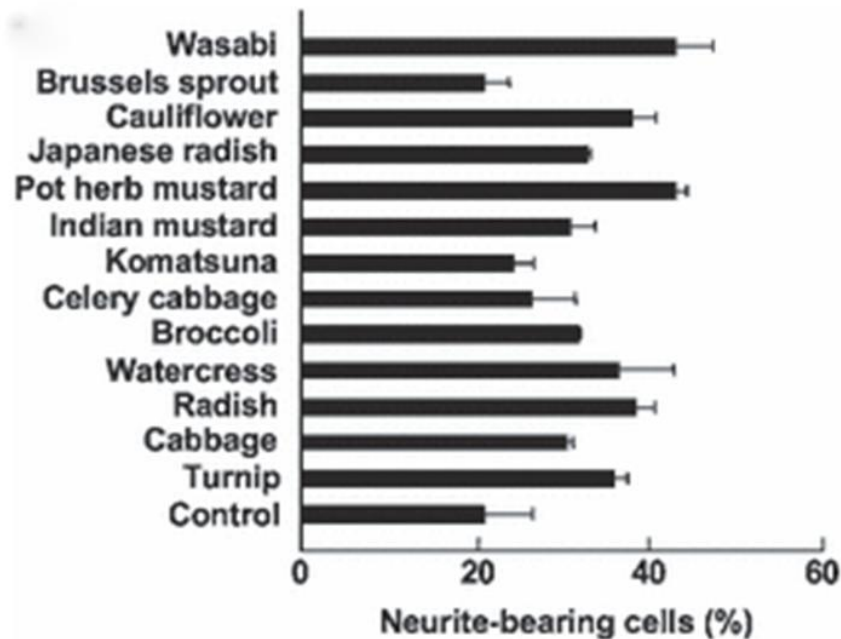 Wasabi
Brussels sprout
Cauliflower
Japanese radish
Pot herb mustard
Indian mustard
Komatsuna
Celery cabbage
Broccoli
Watercress
Radish
Cabbage
Turnip
Control
0 20 40 60
Neurite-bearing cells (%)